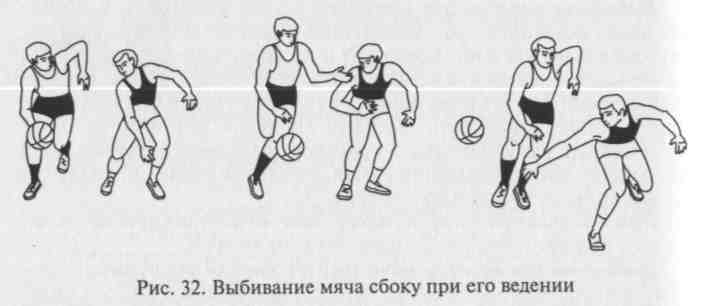 Рис. 32. Выбивание мяча сбоку при его ведении